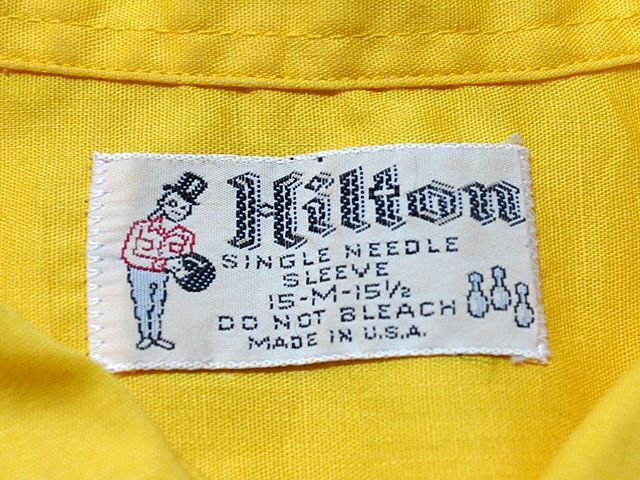 Hilton
SINGLE NEEDLE
SLEEVE
15-M-15½
DO NOT BLEACH
MADE IN U.S.A.